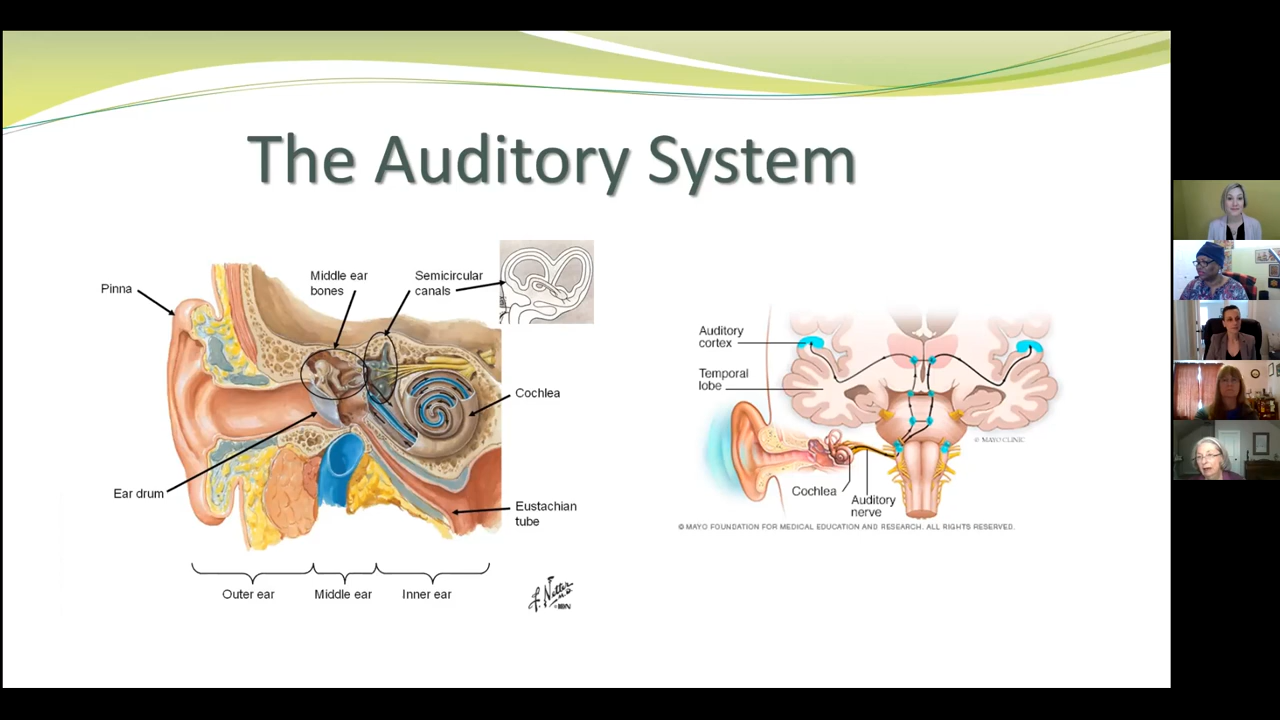 The Auditory System
Pinna
Middle ear
bones
Semicircular
canals
Cochlea
Ear drum
Eustachian
tube
Outer ear
Middle ear
Inner ear
F. Netter
M.D.
Auditory
cortex
Temporal
lobe
© MAYO CLINIC
Cochlea
Auditory
nerve
© MAYO FOUNDATION FOR MEDICAL EDUCATION AND RESEARCH. ALL RIGHTS RESERVED.